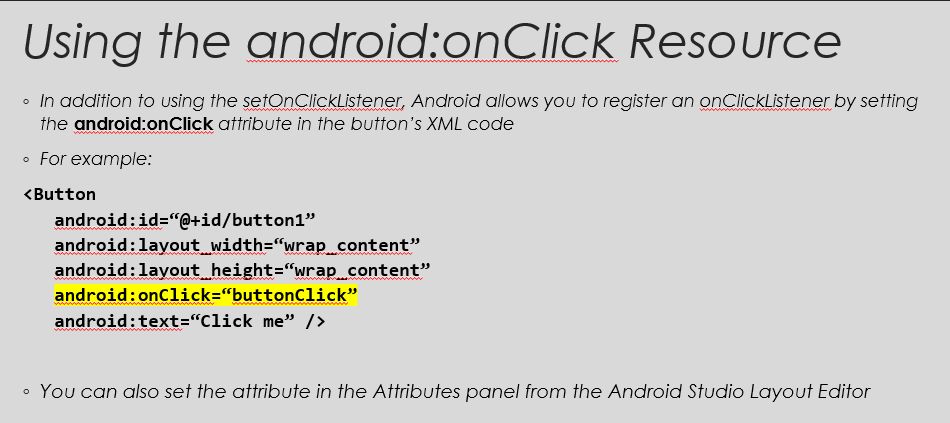 Using the android:onClick Resource
◦ In addition to using the setOnClickListener, Android allows you to register an onClickListener by setting
the android:onClick attribute in the button’s XML code
◦ For example:
<Button
android:id=“@+id/button1”
android:layout_width=“wrap_content”
android:layout_height=“wrap_content”
android:onClick=“buttonClick”
android:text=“Click me” />
◦ You can also set the attribute in the Attributes panel from the Android Studio Layout Editor